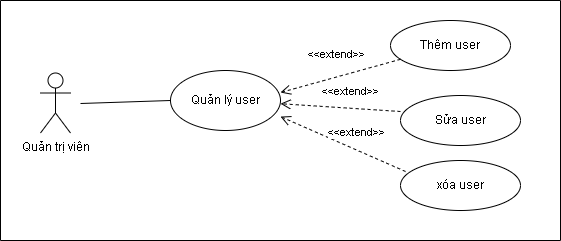 Thêm user
<<extend>>
<<extend>>
Quản lý user
Sửa user
<<extend>>
Quản trị viên
xóa user